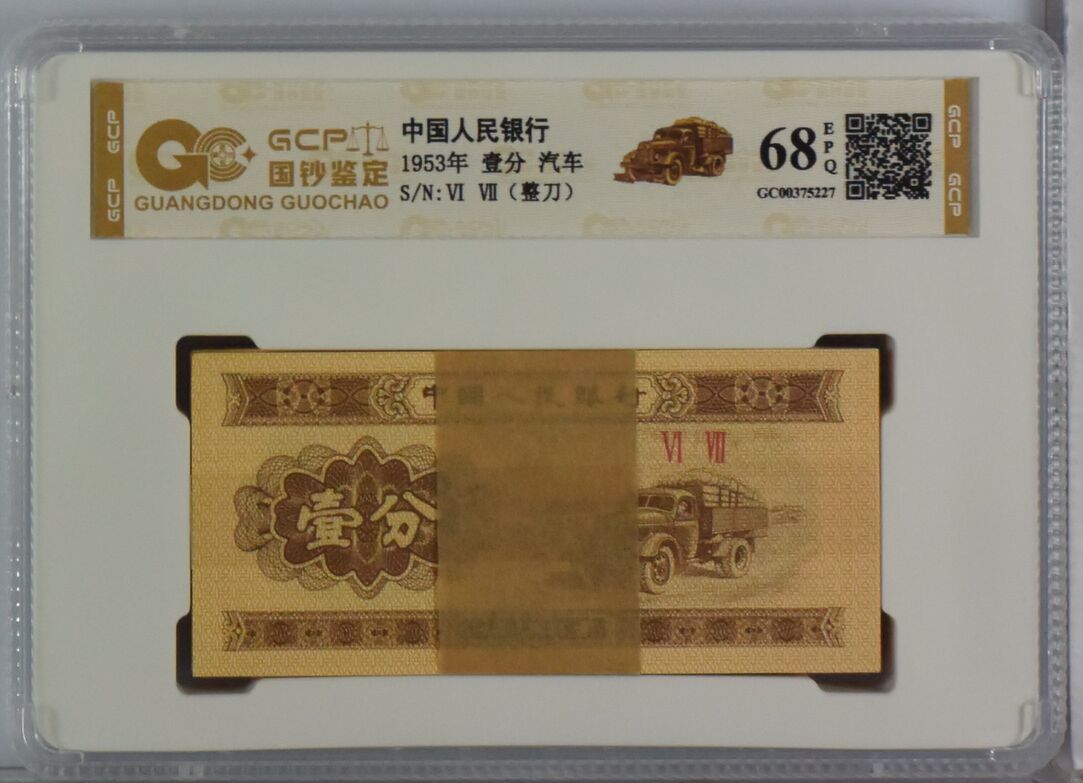 GCP
GCP
GCP
国钞鉴定
GUANGDONG GUOCHAO
中国人民银行
1953年 壹分 汽车
S/N: VI VII（整刀）
68
EPQ
GC00375227
GCP
GCP
中国人民银行
VI VII
壹分